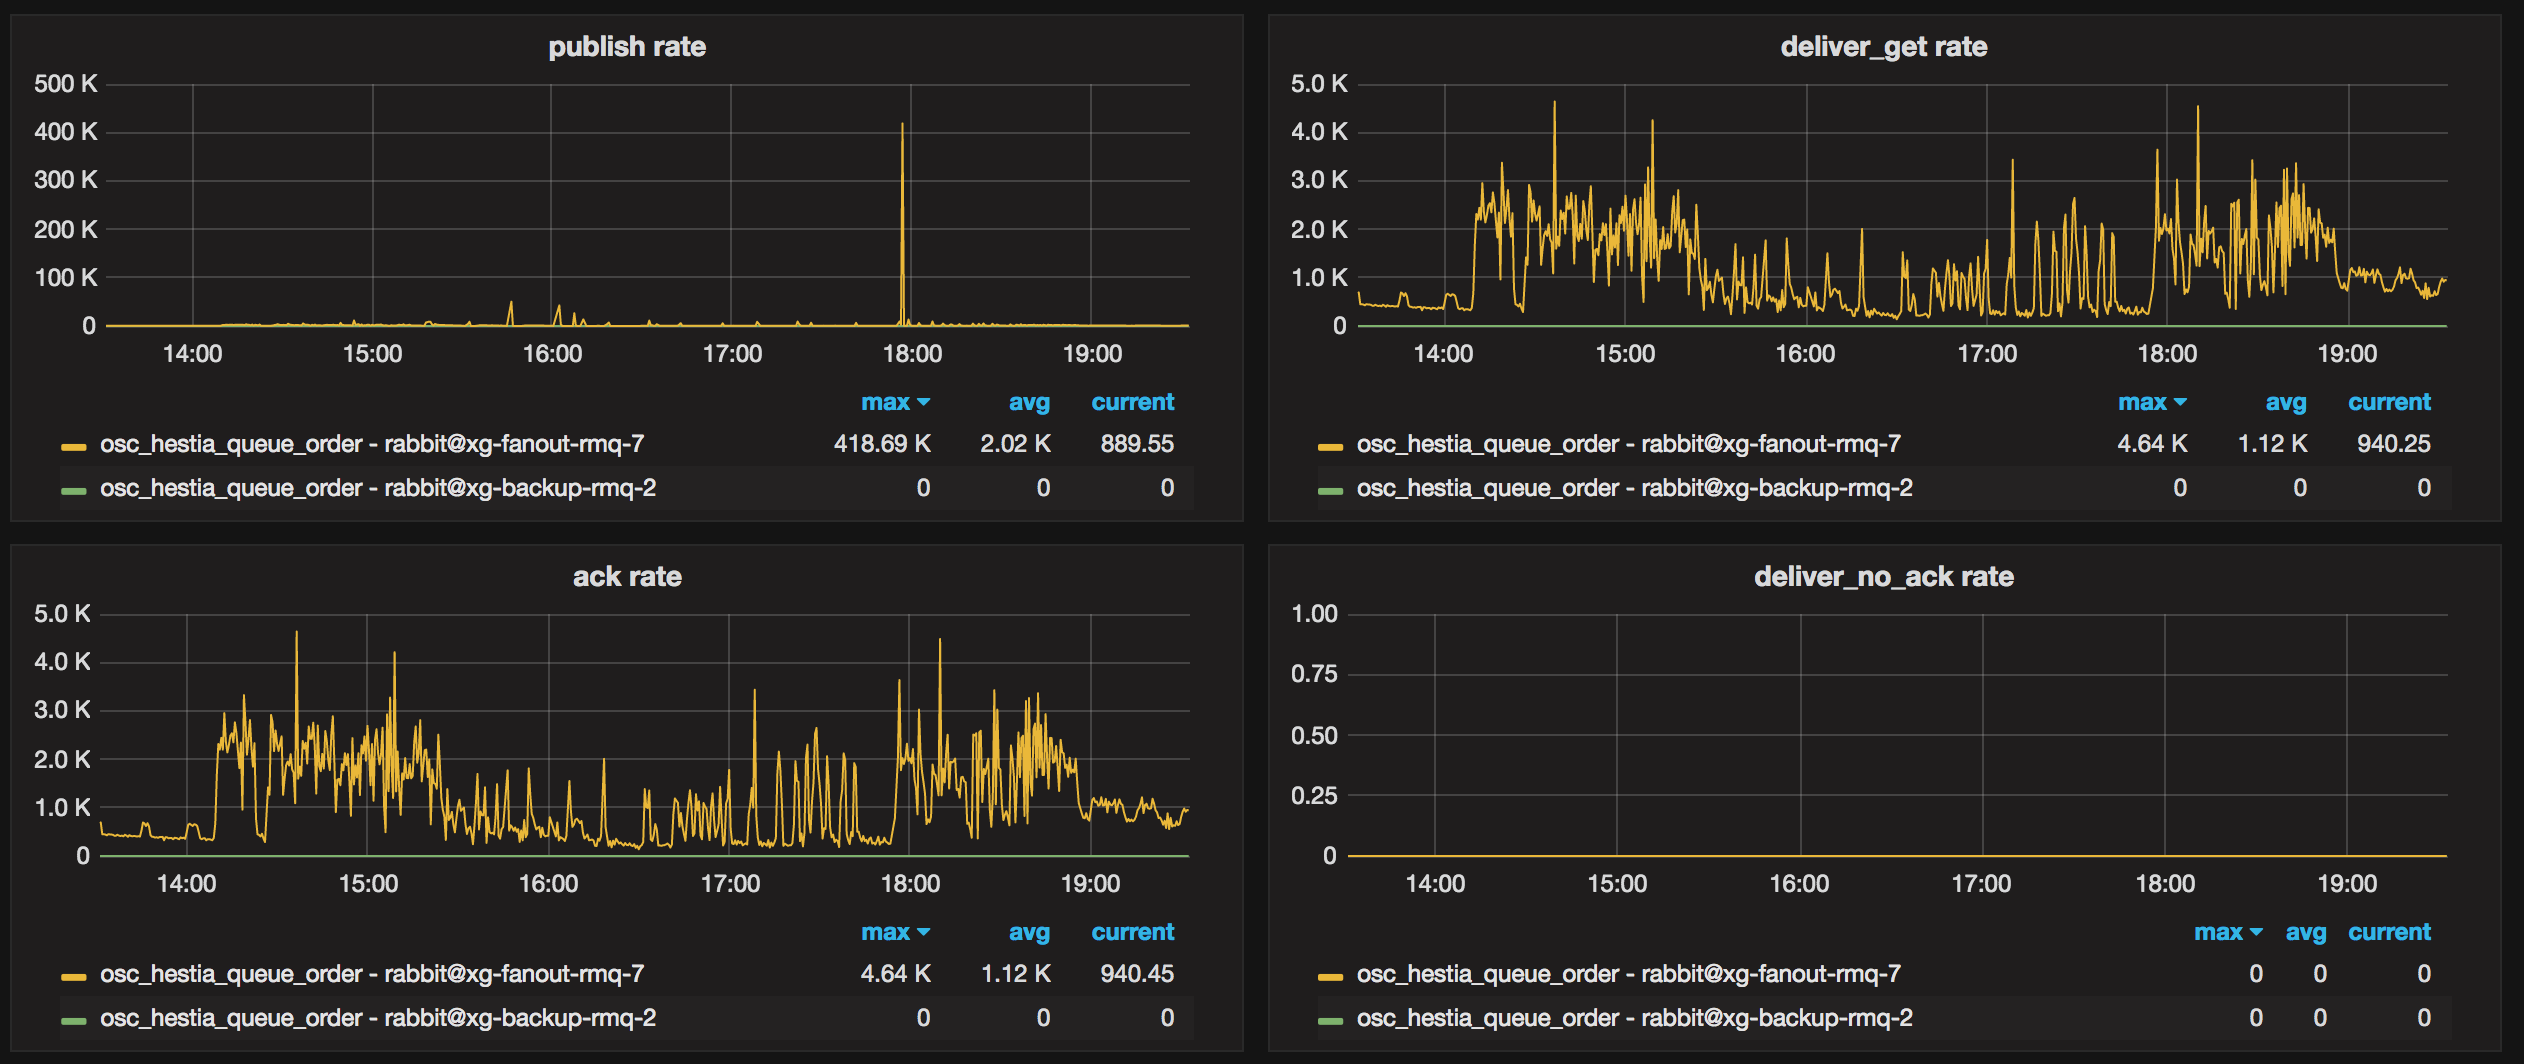 publish rate
500 K
400 K
300 K
200 K
100 K
0
14:00 15:00 16:00 17:00 18:00 19:00
max avg current
osc_hestia_queue_order - rabbit@xg-fanout-rmq-7 418.69 K 2.02 K 889.55
osc_hestia_queue_order - rabbit@xg-backup-rmq-2 0 0 0
deliver_get rate
5.0 K
4.0 K
3.0 K
2.0 K
1.0 K
0
14:00 15:00 16:00 17:00 18:00 19:00
max avg current
osc_hestia_queue_order - rabbit@xg-fanout-rmq-7 4.64 K 1.12 K 940.25
osc_hestia_queue_order - rabbit@xg-backup-rmq-2 0 0 0
ack rate
5.0 K
4.0 K
3.0 K
2.0 K
1.0 K
0
14:00 15:00 16:00 17:00 18:00 19:00
max avg current
osc_hestia_queue_order - rabbit@xg-fanout-rmq-7 4.64 K 1.12 K 940.45
osc_hestia_queue_order - rabbit@xg-backup-rmq-2 0 0 0
deliver_no_ack rate
1.00
0.75
0.50
0.25
0
14:00 15:00 16:00 17:00 18:00 19:00
max avg current
osc_hestia_queue_order - rabbit@xg-fanout-rmq-7 0 0 0
osc_hestia_queue_order - rabbit@xg-backup-rmq-2 0 0 0